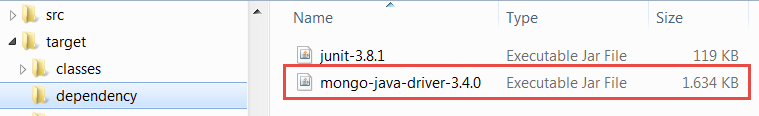 src
target
classes
dependency
Name Type Size
junit-3.8.1 Executable Jar File 119 KB
mongo-java-driver-3.4.0 Executable Jar File 1.634 KB